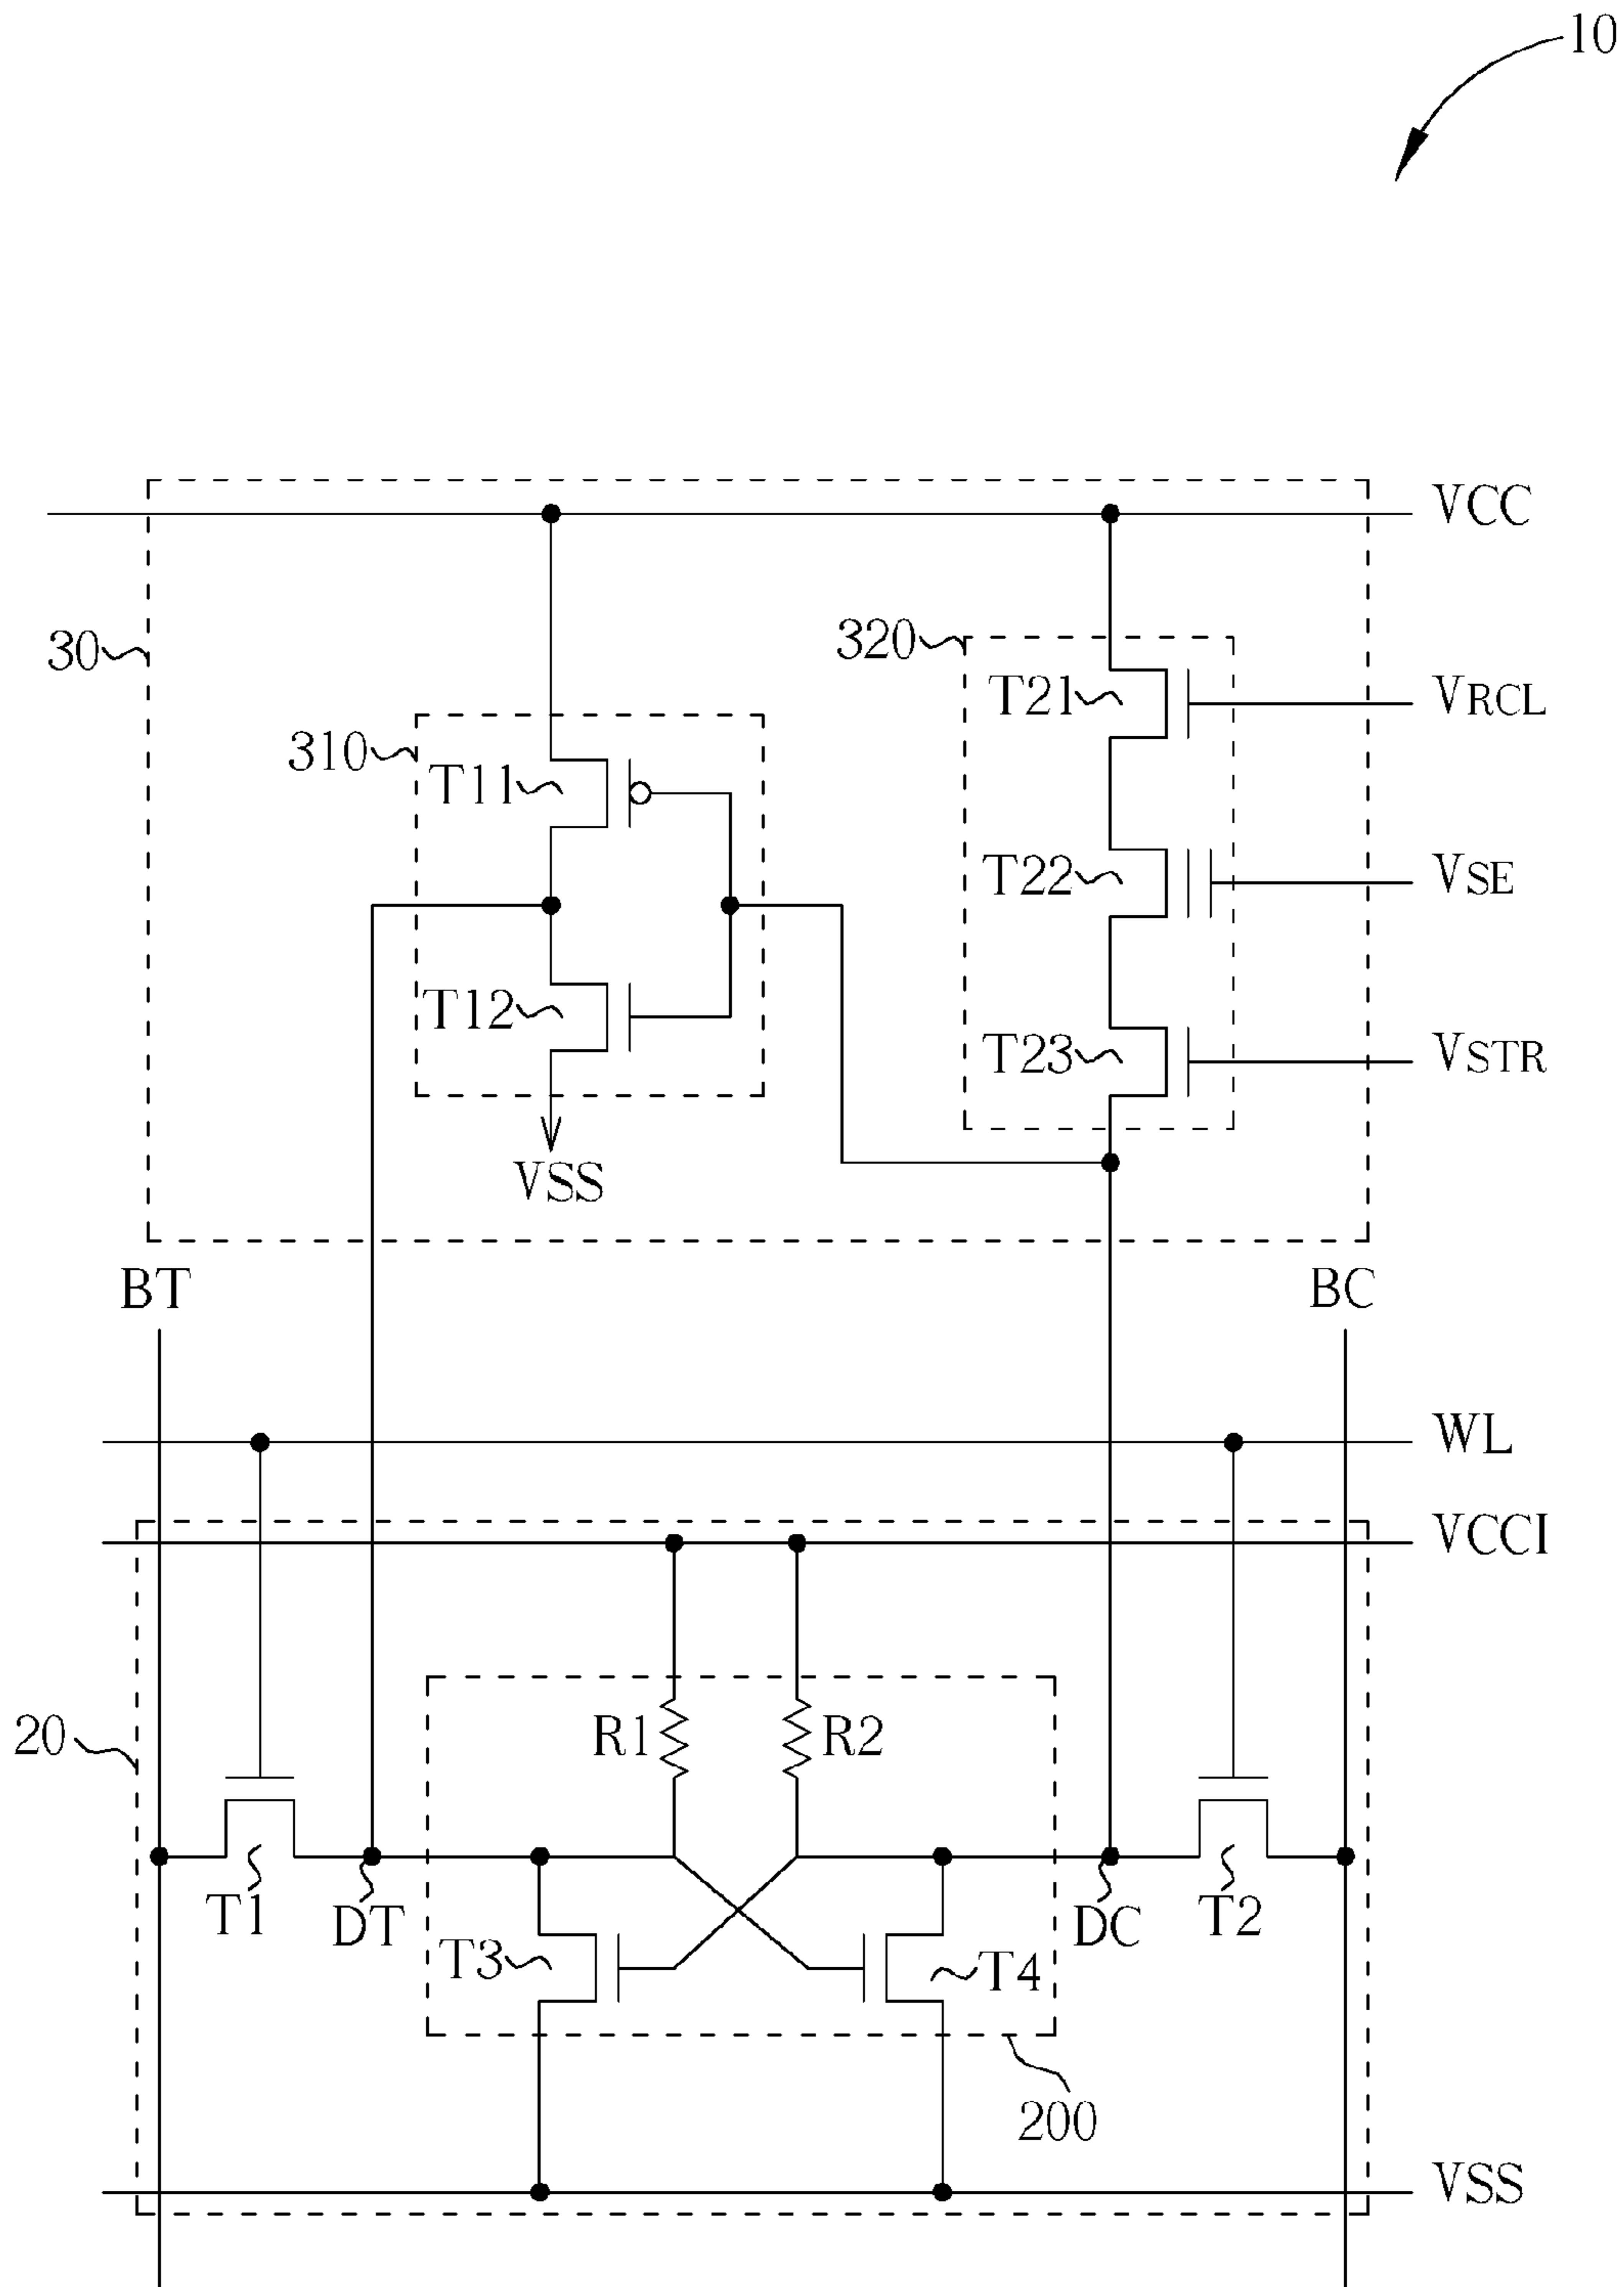 10
VCC
30
320
T21
VRCL
310
T11
T22
VSE
T12
T23
VSTR
VSS
BT
BC
WL
VCCI
20
R1
R2
T1
DT
DC
T2
T3
T4
200
VSS